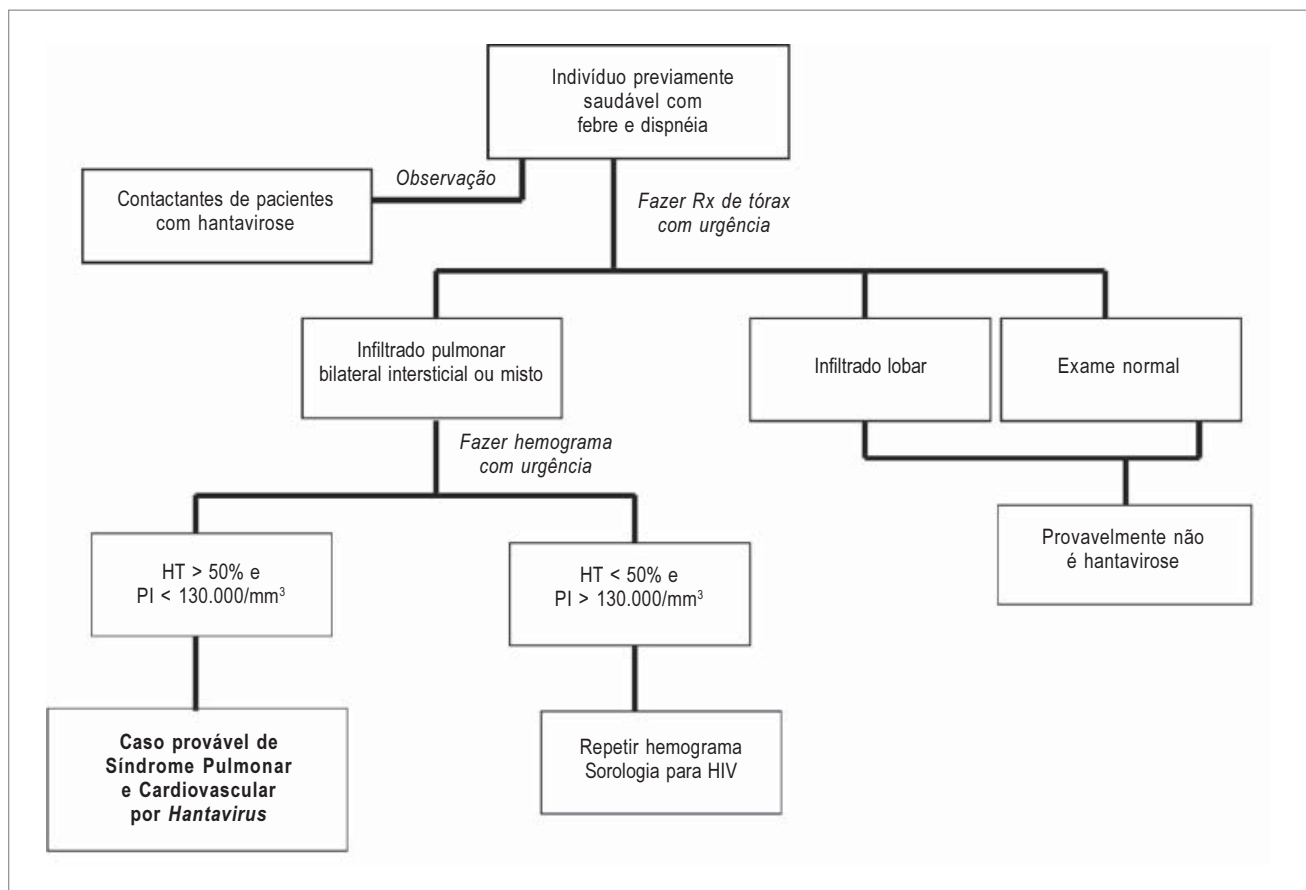 Indivíduo previamente
saudável com
febre e dispnéia
Observação
Contactantes de pacientes
com hantavirose
Fazer Rx de tórax
com urgência
Infiltrado pulmonar
bilateral intersticial ou misto
Infiltrado lobar
Exame normal
Fazer hemograma
com urgência
HT > 50% e
PI < 130.000/mm³
HT < 50% e
PI > 130.000/mm³
Provavelmente não
é hantavirose
Caso provável de
Síndrome Pulmonar
e Cardiovascular
por Hantavirus
Repetir hemograma
Sorologia para HIV